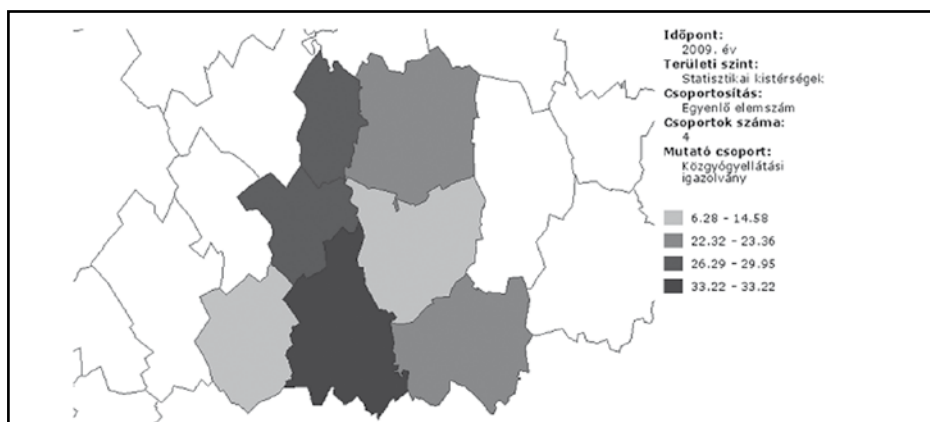 Időpont:
2009. év
Területi szint:
Statisztikai kistérségek
Csoportosítás:
Egyenlő elemszám
Csoportok száma:
4
Mutató csoport:
Közgyógyellátási
igazolvány
6.28 - 14.58
22.32 - 23.36
26.29 - 29.95
33.22 - 33.22